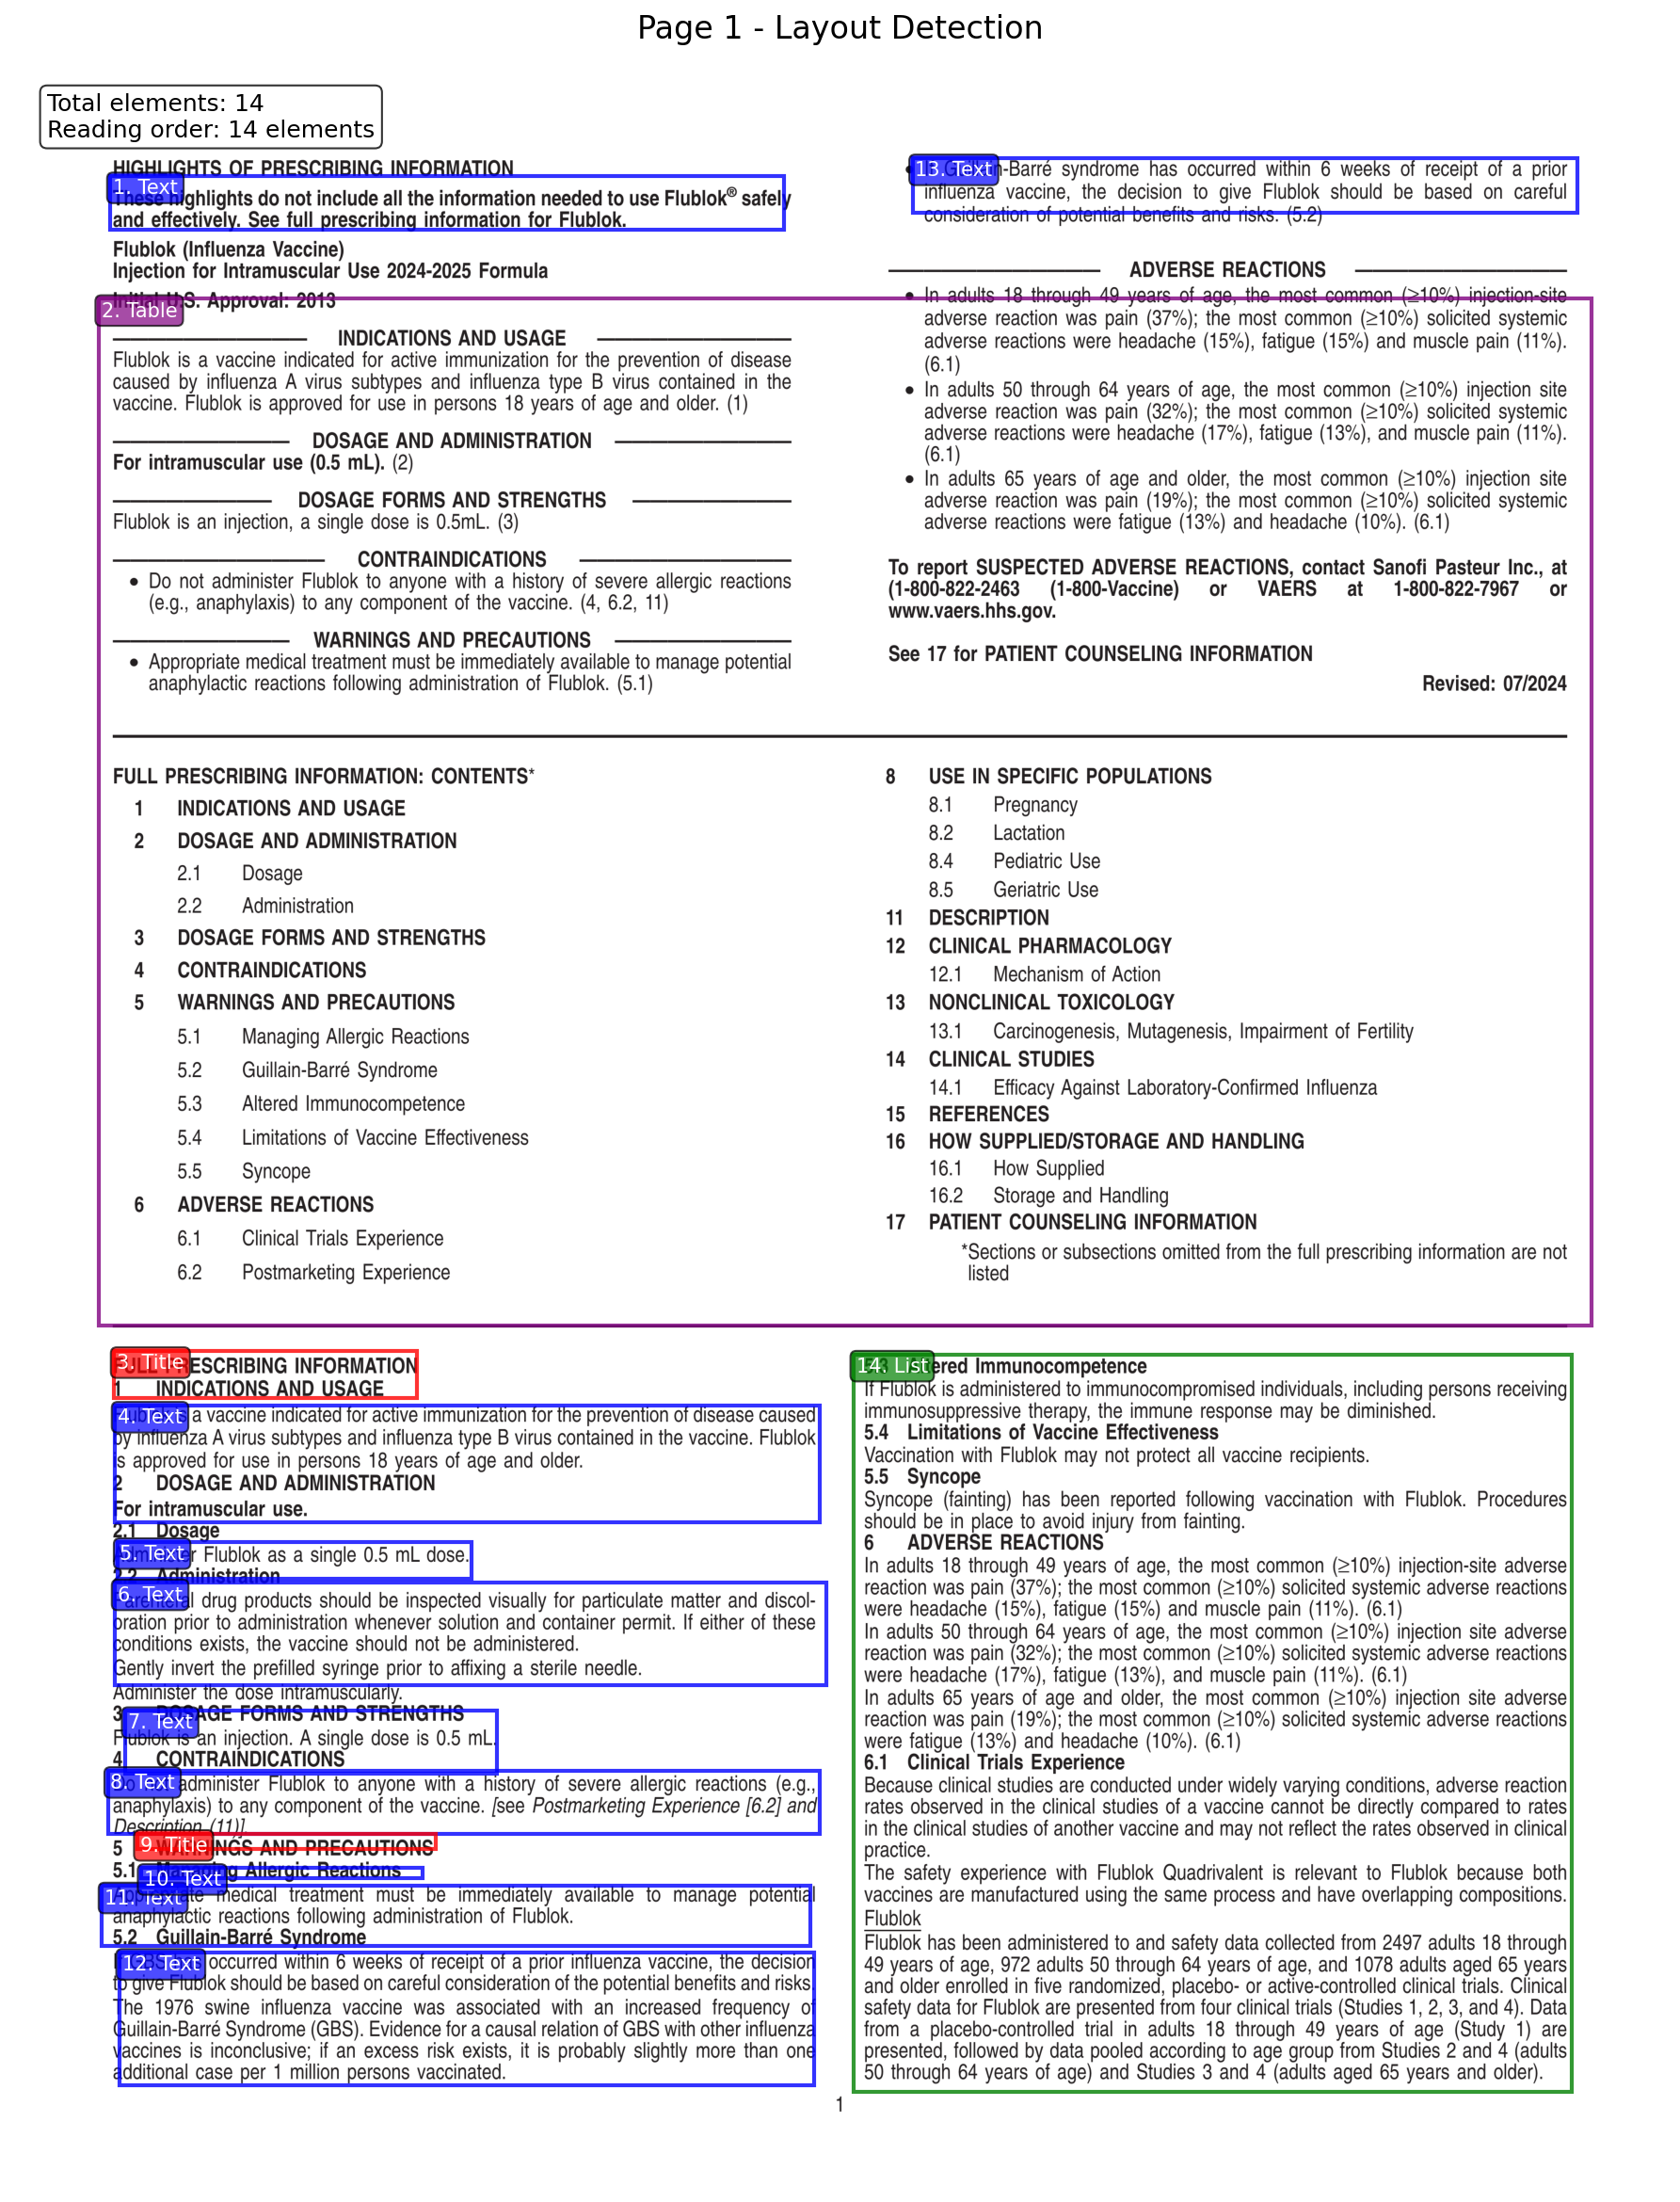 Page 1 - Layout Detection
Total elements: 14
Reading order: 14 elements
HIGHLIGHTS OF PRESCRIBING INFORMATION
1. Text
These highlights do not include all the information needed to use Flublok® safely
and effectively. See full prescribing information for Flublok.
Flublok (Influenza Vaccine)
Injection for Intramuscular Use 2024-2025 Formula
2. Table
Initial U.S. Approval: 2013
INDICATIONS AND USAGE
Flublok is a vaccine indicated for active immunization for the prevention of disease
caused by influenza A virus subtypes and influenza type B virus contained in the
vaccine. Flublok is approved for use in persons 18 years of age and older. (1)
DOSAGE AND ADMINISTRATION
For intramuscular use (0.5 mL). (2)
DOSAGE FORMS AND STRENGTHS
Flublok is an injection, a single dose is 0.5mL. (3)
CONTRAINDICATIONS
• Do not administer Flublok to anyone with a history of severe allergic reactions
(e.g., anaphylaxis) to any component of the vaccine. (4, 6.2, 11)
WARNINGS AND PRECAUTIONS
• Appropriate medical treatment must be immediately available to manage potential
anaphylactic reactions following administration of Flublok. (5.1)
13. Text
-Barré syndrome has occurred within 6 weeks of receipt of a prior
influenza vaccine, the decision to give Flublok should be based on careful
consideration of potential benefits and risks. (5.2)
ADVERSE REACTIONS
• In adults 18 through 49 years of age, the most common (≥10%) injection-site
adverse reaction was pain (37%); the most common (≥10%) solicited systemic
adverse reactions were headache (15%), fatigue (15%) and muscle pain (11%).
(6.1)
• In adults 50 through 64 years of age, the most common (≥10%) injection site
adverse reaction was pain (32%); the most common (≥10%) solicited systemic
adverse reactions were headache (17%), fatigue (13%), and muscle pain (11%).
(6.1)
• In adults 65 years of age and older, the most common (≥10%) injection site
adverse reaction was pain (19%); the most common (≥10%) solicited systemic
adverse reactions were fatigue (13%) and headache (10%). (6.1)
To report SUSPECTED ADVERSE REACTIONS, contact Sanofi Pasteur Inc., at
(1-800-822-2463 (1-800-Vaccine) or VAERS at 1-800-822-7967 or
www.vaers.hhs.gov.
See 17 for PATIENT COUNSELING INFORMATION
Revised: 07/2024
FULL PRESCRIBING INFORMATION: CONTENTS*
1 INDICATIONS AND USAGE
2 DOSAGE AND ADMINISTRATION
2.1 Dosage
2.2 Administration
3 DOSAGE FORMS AND STRENGTHS
4 CONTRAINDICATIONS
5 WARNINGS AND PRECAUTIONS
5.1 Managing Allergic Reactions
5.2 Guillain-Barré Syndrome
5.3 Altered Immunocompetence
5.4 Limitations of Vaccine Effectiveness
5.5 Syncope
6 ADVERSE REACTIONS
6.1 Clinical Trials Experience
6.2 Postmarketing Experience
8 USE IN SPECIFIC POPULATIONS
8.1 Pregnancy
8.2 Lactation
8.4 Pediatric Use
8.5 Geriatric Use
11 DESCRIPTION
12 CLINICAL PHARMACOLOGY
12.1 Mechanism of Action
13 NONCLINICAL TOXICOLOGY
13.1 Carcinogenesis, Mutagenesis, Impairment of Fertility
14 CLINICAL STUDIES
14.1 Efficacy Against Laboratory-Confirmed Influenza
15 REFERENCES
16 HOW SUPPLIED/STORAGE AND HANDLING
16.1 How Supplied
16.2 Storage and Handling
17 PATIENT COUNSELING INFORMATION
*Sections or subsections omitted from the full prescribing information are not
listed
3. Title
FULL PRESCRIBING INFORMATION
1 INDICATIONS AND USAGE
4. Text
a vaccine indicated for active immunization for the prevention of disease caused
by influenza A virus subtypes and influenza type B virus contained in the vaccine. Flublok
is approved for use in persons 18 years of age and older.
2 DOSAGE AND ADMINISTRATION
For intramuscular use.
2.1 Dosage
5. Text
Flublok as a single 0.5 mL dose.
2.2 Administration
6. Text
drug products should be inspected visually for particulate matter and discol-
oration prior to administration whenever solution and container permit. If either of these
conditions exists, the vaccine should not be administered.
Gently invert the prefilled syringe prior to affixing a sterile needle.
Administer the dose intramuscularly.
3 DOSAGE FORMS AND STRENGTHS
7. Text
Flublok is an injection. A single dose is 0.5 mL.
4 CONTRAINDICATIONS
8. Text
administer Flublok to anyone with a history of severe allergic reactions (e.g.,
anaphylaxis) to any component of the vaccine. [see Postmarketing Experience [6.2] and
Description (11)].
9. Title
5 WARNINGS AND PRECAUTIONS
5.1 Managing Allergic Reactions
10. Text
11. Text
medical treatment must be immediately available to manage potential
anaphylactic reactions following administration of Flublok.
5.2 Guillain-Barré Syndrome
12. Text
occurred within 6 weeks of receipt of a prior influenza vaccine, the decision
to give Flublok should be based on careful consideration of the potential benefits and risks.
The 1976 swine influenza vaccine was associated with an increased frequency of
Guillain-Barré Syndrome (GBS). Evidence for a causal relation of GBS with other influenza
vaccines is inconclusive; if an excess risk exists, it is probably slightly more than one
additional case per 1 million persons vaccinated.
14. List
Altered Immunocompetence
If Flublok is administered to immunocompromised individuals, including persons receiving
immunosuppressive therapy, the immune response may be diminished.
5.4 Limitations of Vaccine Effectiveness
Vaccination with Flublok may not protect all vaccine recipients.
5.5 Syncope
Syncope (fainting) has been reported following vaccination with Flublok. Procedures
should be in place to avoid injury from fainting.
6 ADVERSE REACTIONS
In adults 18 through 49 years of age, the most common (≥10%) injection-site adverse
reaction was pain (37%); the most common (≥10%) solicited systemic adverse reactions
were headache (15%), fatigue (15%) and muscle pain (11%). (6.1)
In adults 50 through 64 years of age, the most common (≥10%) injection site adverse
reaction was pain (32%); the most common (≥10%) solicited systemic adverse reactions
were headache (17%), fatigue (13%), and muscle pain (11%). (6.1)
In adults 65 years of age and older, the most common (≥10%) injection site adverse
reaction was pain (19%); the most common (≥10%) solicited systemic adverse reactions
were fatigue (13%) and headache (10%). (6.1)
6.1 Clinical Trials Experience
Because clinical studies are conducted under widely varying conditions, adverse reaction
rates observed in the clinical studies of a vaccine cannot be directly compared to rates
in the clinical studies of another vaccine and may not reflect the rates observed in clinical
practice.
The safety experience with Flublok Quadrivalent is relevant to Flublok because both
vaccines are manufactured using the same process and have overlapping compositions.
Flublok
Flublok has been administered to and safety data collected from 2497 adults 18 through
49 years of age, 972 adults 50 through 64 years of age, and 1078 adults aged 65 years
and older enrolled in five randomized, placebo- or active-controlled clinical trials. Clinical
safety data for Flublok are presented from four clinical trials (Studies 1, 2, 3, and 4). Data
from a placebo-controlled trial in adults 18 through 49 years of age (Study 1) are
presented, followed by data pooled according to age group from Studies 2 and 4 (adults
50 through 64 years of age) and Studies 3 and 4 (adults aged 65 years and older).
1